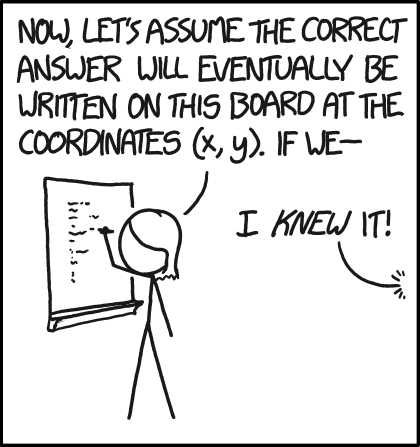 NOW, LET'S ASSUME THE CORRECT
ANSWER WILL EVENTUALLY BE
WRITTEN ON THIS BOARD AT THE
COORDINATES (x, y). IF WE—
I KNEW IT!